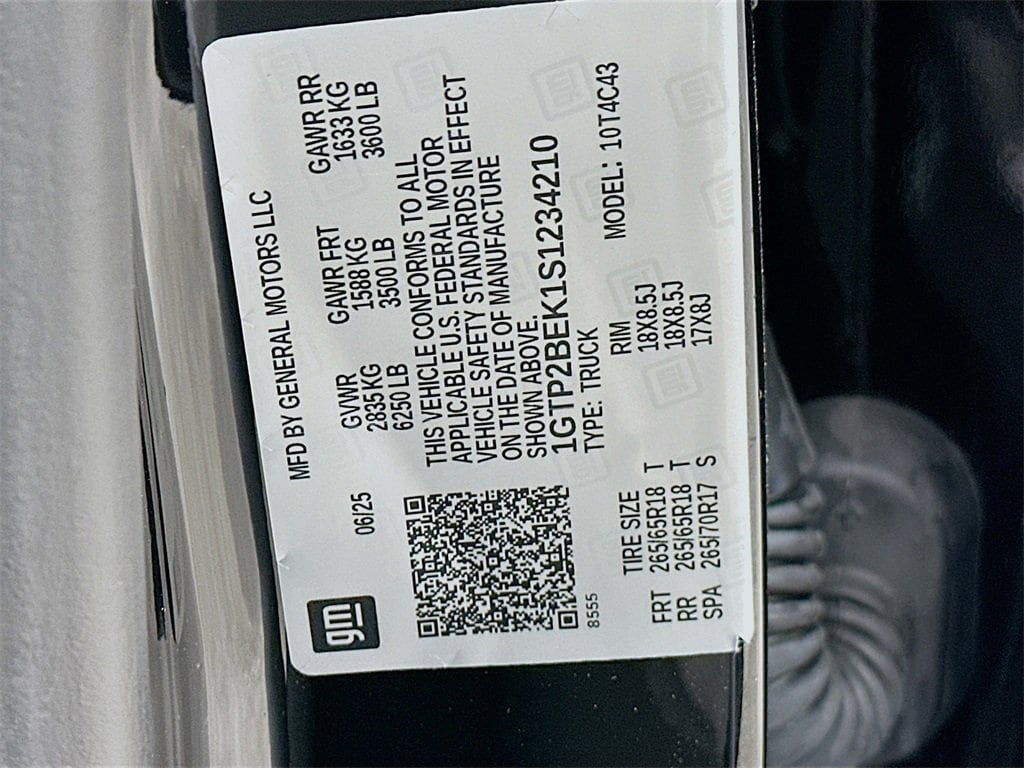 gm
MFD BY GENERAL MOTORS LLC
06/25
GVWR GAWR FRT GAWR RR
2835 KG 1588 KG 1633 KG
6250 LB 3500 LB 3600 LB
THIS VEHICLE CONFORMS TO ALL
APPLICABLE U.S. FEDERAL MOTOR
VEHICLE SAFETY STANDARDS IN EFFECT
ON THE DATE OF MANUFACTURE
SHOWN ABOVE.
1GTP2BEK1S1234210
TYPE: TRUCK
8555
MODEL: 10T4C43
TIRE SIZE RIM
FRT 265/65R18 T 18X8.5J
RR 265/65R18 T 18X8.5J
SPA 265/70R17 S 17X8J